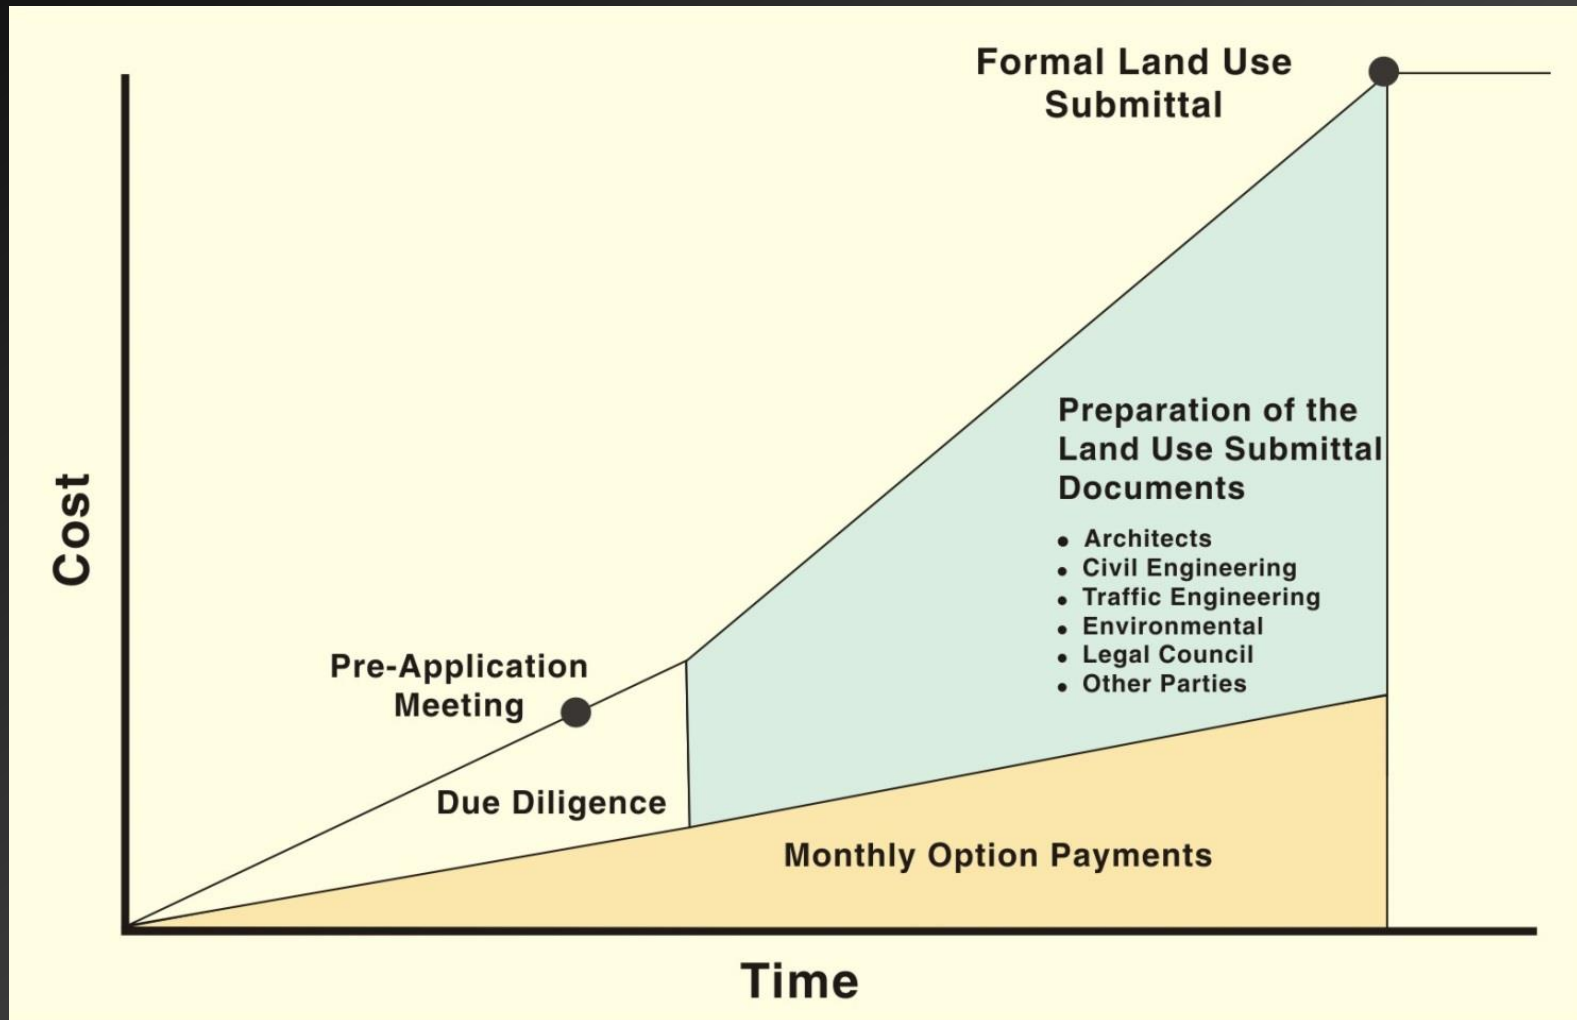 Formal Land Use
Submittal
Cost
Pre-Application
Meeting
Due Diligence
Preparation of the
Land Use Submittal
Documents
• Architects
• Civil Engineering
• Traffic Engineering
• Environmental
• Legal Council
• Other Parties
Monthly Option Payments
Time